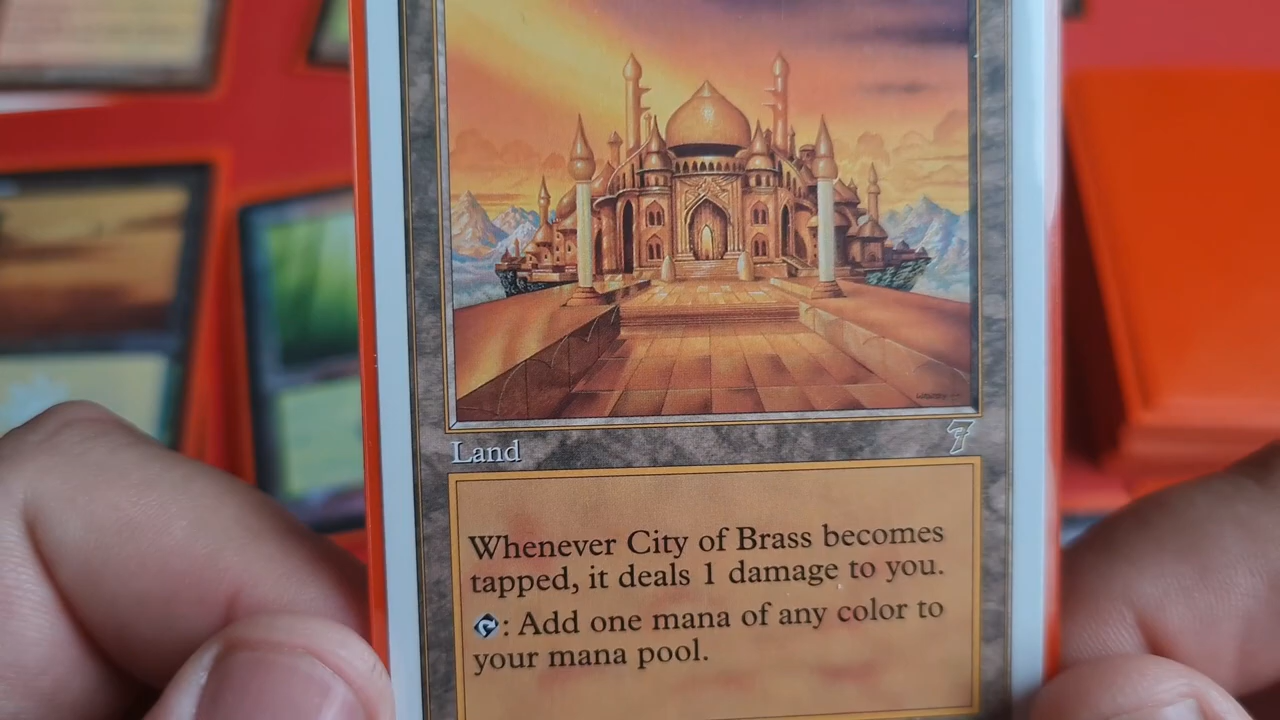 Land
7
Whenever City of Brass becomes
tapped, it deals 1 damage to you.
: Add one mana of any color to
your mana pool.